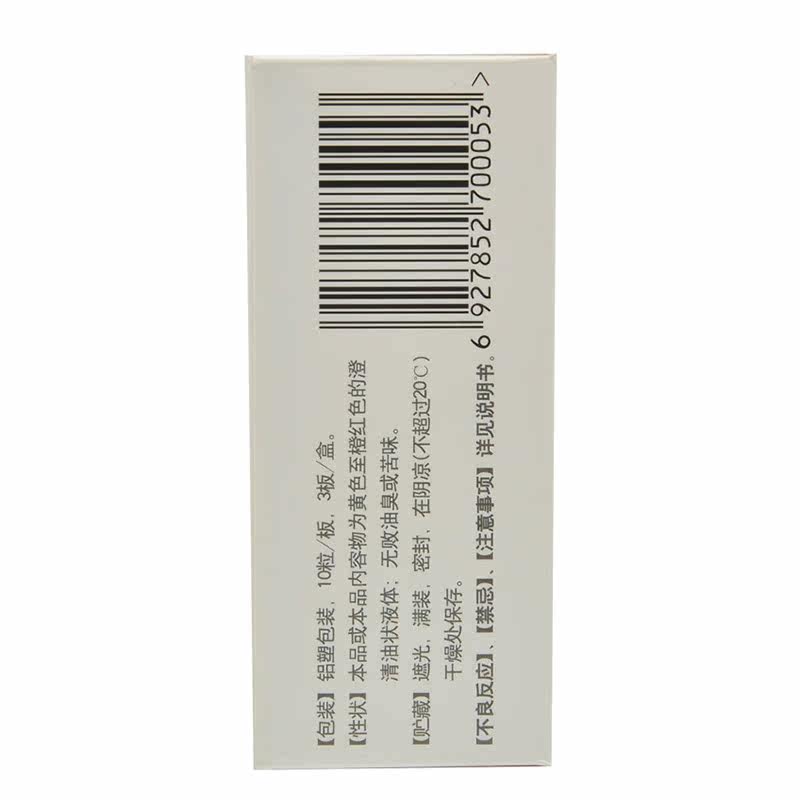 【包装】铝塑包装，10粒/板，3板/盒。
【性状】本品或本品内容物为黄色至橙红色的澄
清油状液体；无败油臭或苦味。
【贮藏】遮光，满装，密封，在阴凉(不超过20℃)
干燥处保存。
【不良反应】、【禁忌】、【注意事项】详见说明书。
6 927852 700053 >